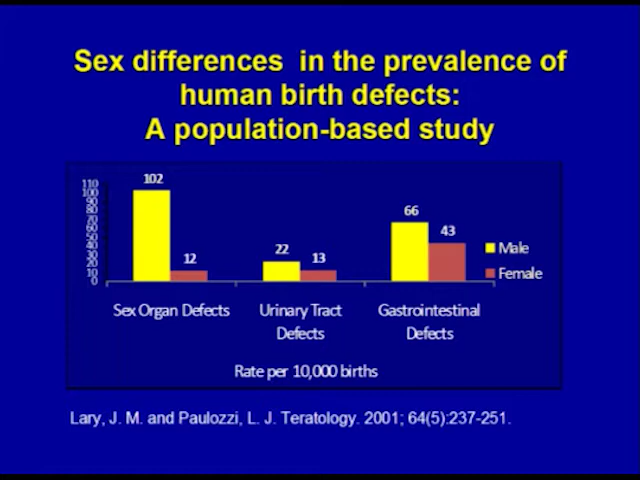 Sex differences in the prevalence of
human birth defects:
A population-based study
110
100
90
80
70
60
50
40
30
20
10
0
102
12
22
13
66
43
Male
Female
Sex Organ Defects
Urinary Tract
Defects
Gastrointestinal
Defects
Rate per 10,000 births
Lary, J. M. and Paulozzi, L. J. Teratology. 2001; 64(5):237-251.